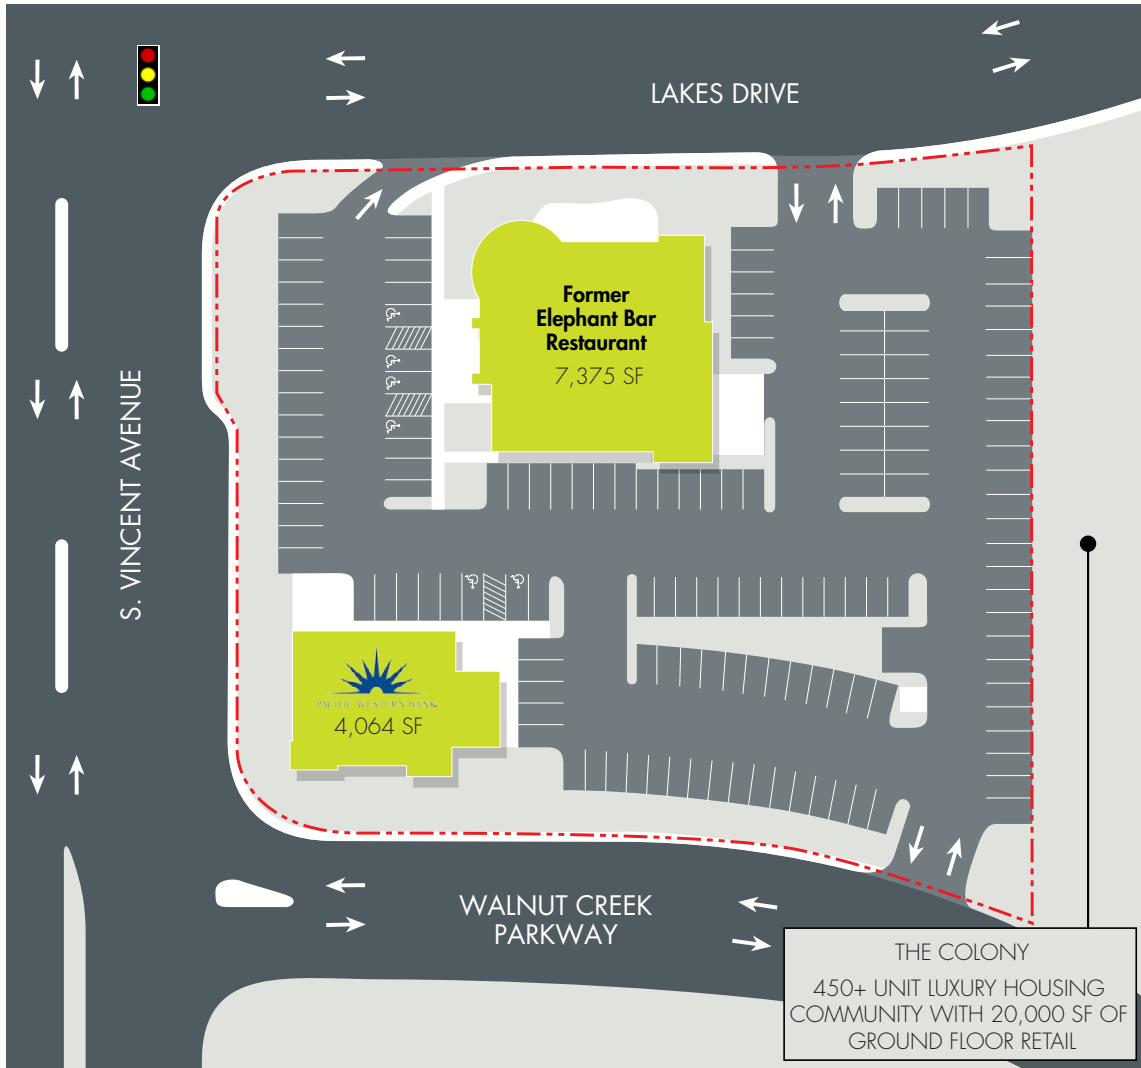 LAKES DRIVE
S. VINCENT AVENUE
Former
Elephant Bar
Restaurant
7,375 SF
PACIFIC WESTERN BANK
4,064 SF
WALNUT CREEK
PARKWAY
THE COLONY
450+ UNIT LUXURY HOUSING
COMMUNITY WITH 20,000 SF OF
GROUND FLOOR RETAIL